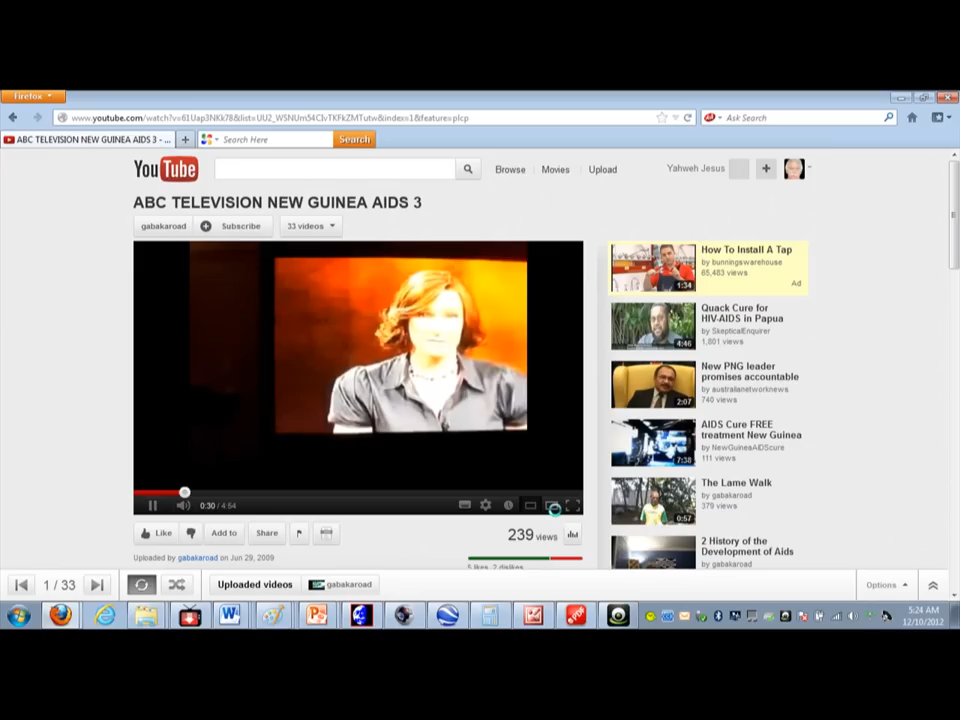 Firefox
www.youtube.com/watch?v=61Uap3NKk78&list=UU2_WSNUmS4CIvTKFkZMTutw&index=1&feature=plcp
Ask Search
ABC TELEVISION NEW GUINEA AIDS 3 - ...
Search Here
Search
YouTube
Browse
Movies
Upload
Yahweh Jesus
ABC TELEVISION NEW GUINEA AIDS 3
gabakaroad
Subscribe
33 videos
How To Install A Tap
by bunningswarehouse
65,483 views
Ad
1:34
Quack Cure for
HIV-AIDS in Papua
by SkepticalEnquirer
1,801 views
4:46
New PNG leader
promises accountable
by australianetworknews
740 views
2:07
AIDS Cure FREE
treatment New Guinea
by NewGuineaAIDScure
111 views
7:38
The Lame Walk
by gabakaroad
379 views
0:57
2 History of the
Development of Aids
by gabakaroad
0:30 / 4:54
Like
Add to
Share
239 views
Uploaded by gabakaroad on Jun 29, 2009
5 likes, 2 dislikes
1 / 33
Uploaded videos
gabakaroad
Options
5:24 AM
12/10/2012